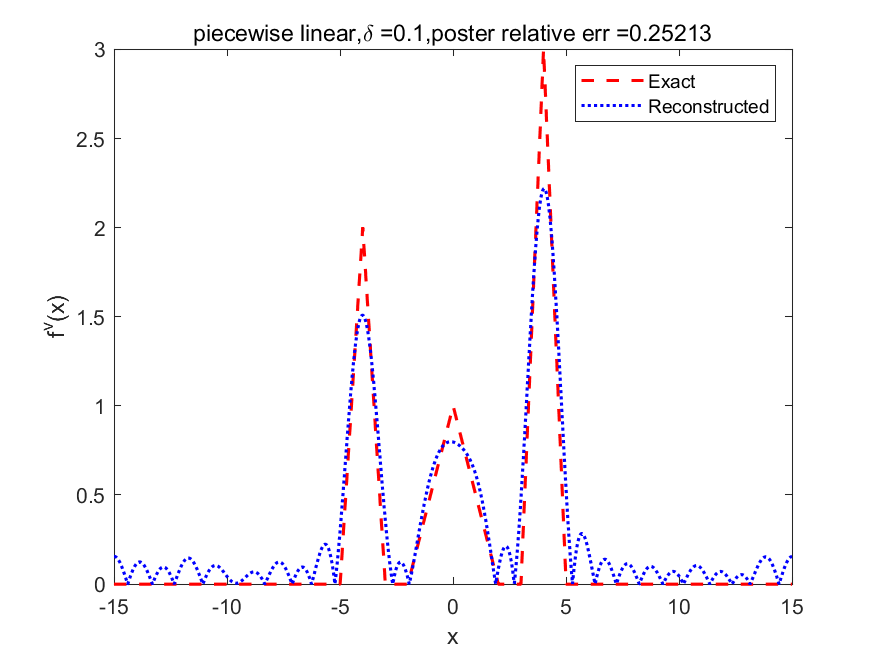 piecewise linear,δ =0.1,poster relative err =0.25213
3
Exact
Reconstructed
2.5
2
1.5
1
0.5
0
fᵛ(x)
-15 -10 -5 0 5 10 15
x